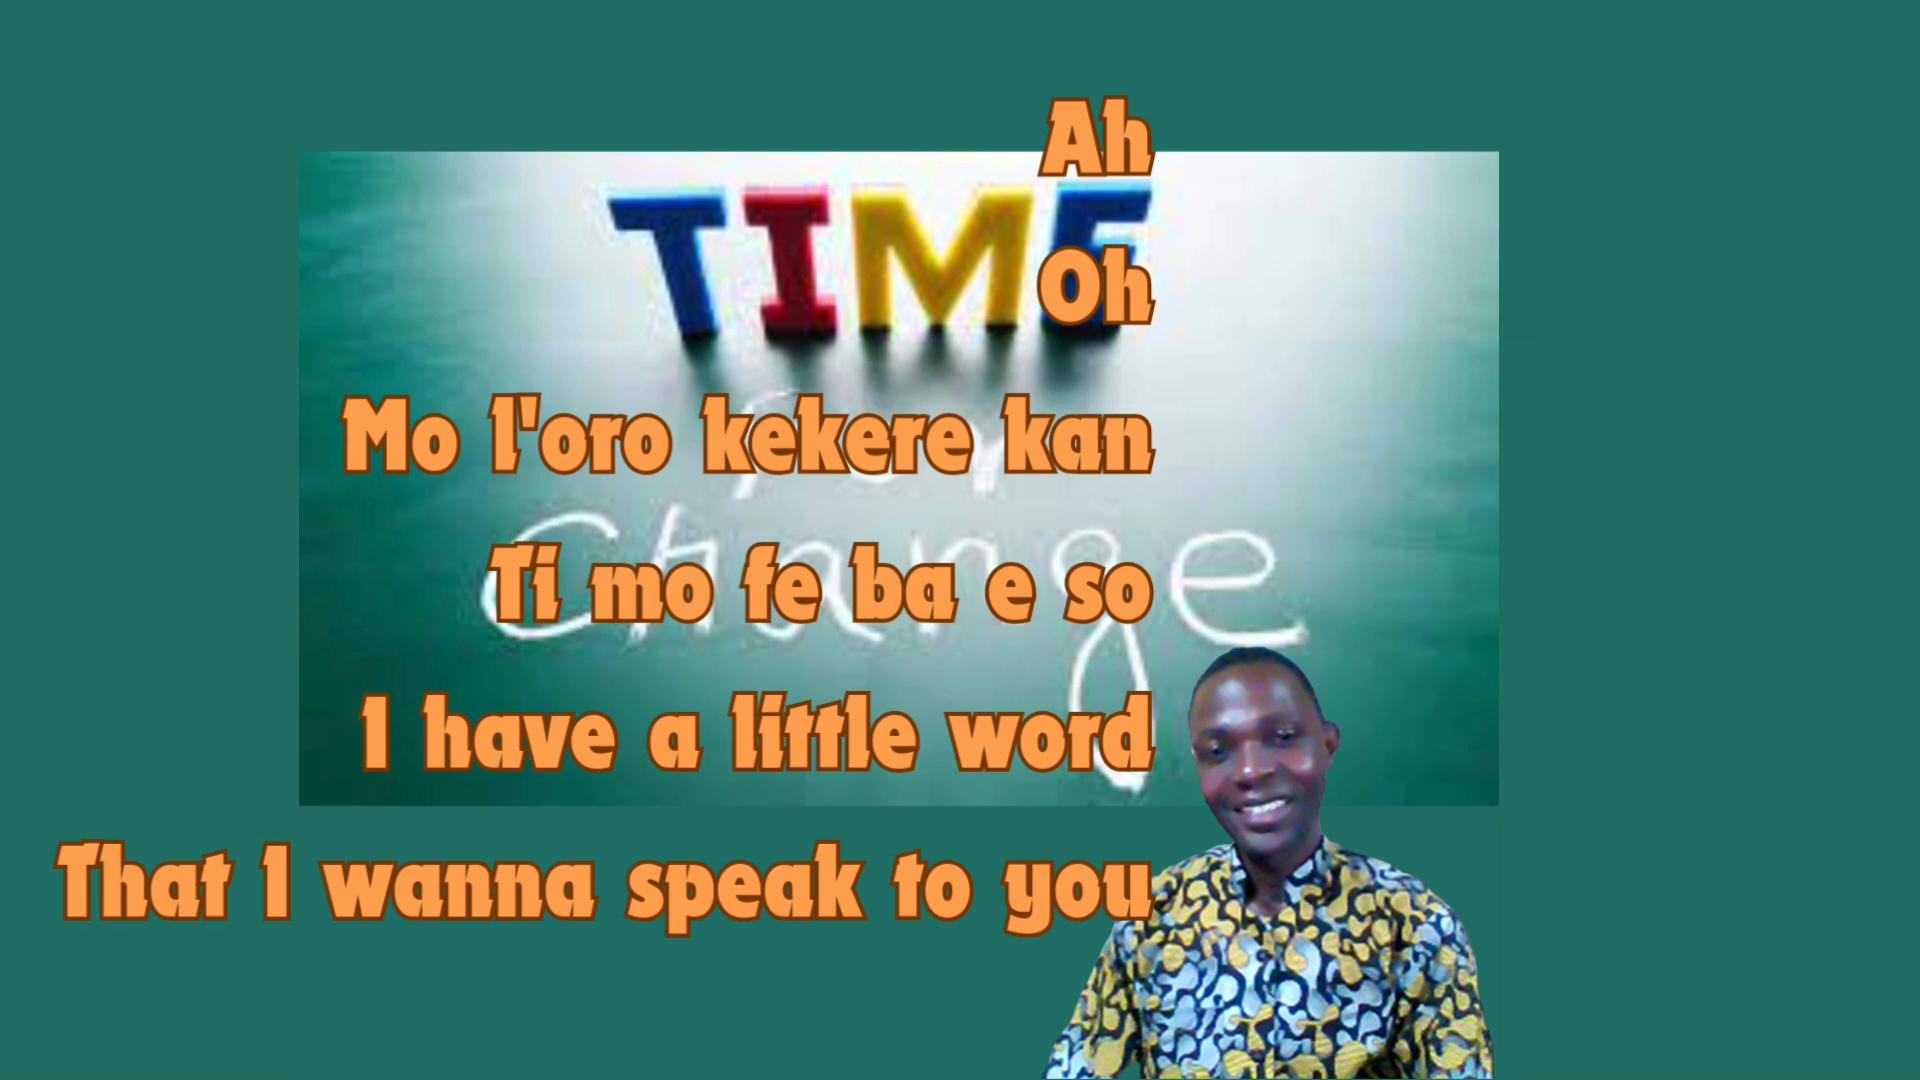 Ah
TIME
Oh
Mo l'oro kekere kan
Ti mo fe ba e so
Change
I have a little word
That I wanna speak to you